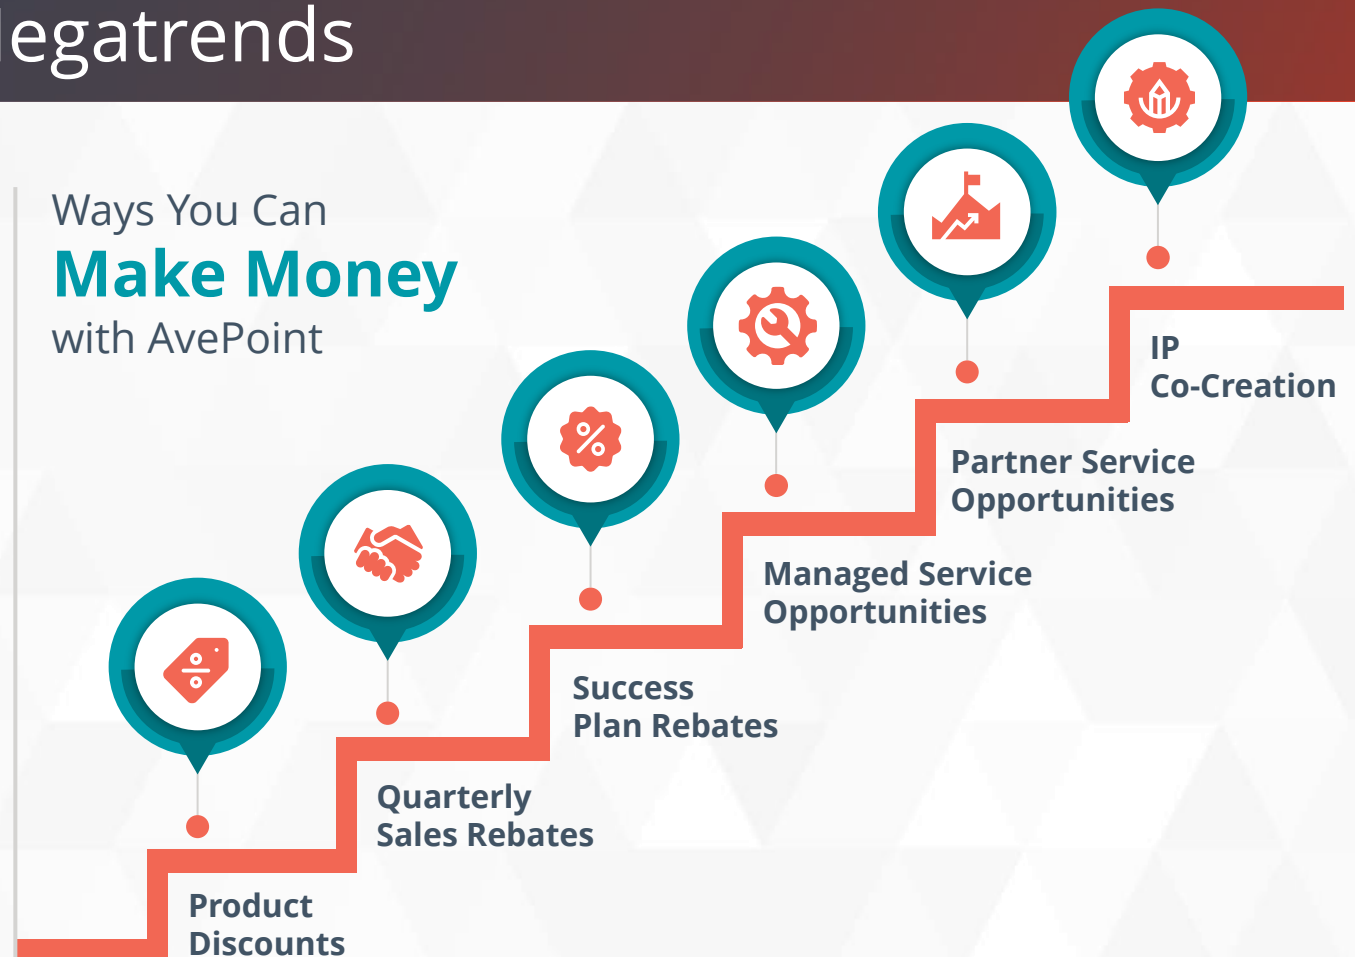 egatrends
Ways You Can
Make Money
with AvePoint
IP
Co-Creation
Partner Service
Opportunities
Managed Service
Opportunities
Success
Plan Rebates
Quarterly
Sales Rebates
Product
Discounts